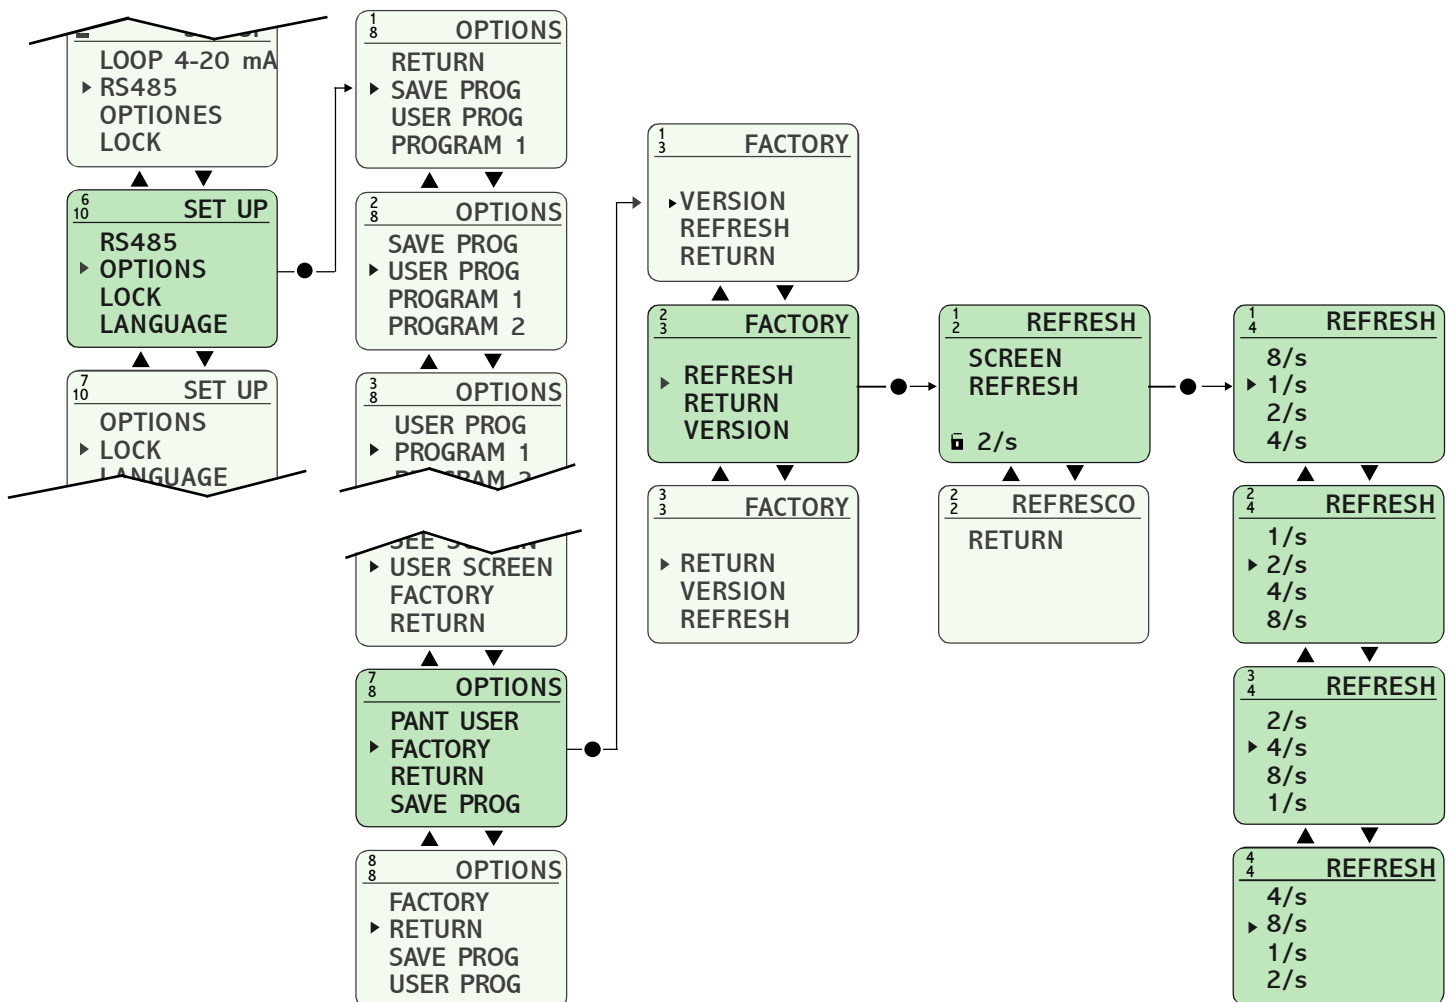 LOOP 4-20 mA
RS485
OPTIONES
LOCK
6
10
SET UP
RS485
OPTIONS
LOCK
LANGUAGE
7
10
SET UP
OPTIONS
LOCK
LANGUAGE
1
8
OPTIONS
RETURN
SAVE PROG
USER PROG
PROGRAM 1
2
8
OPTIONS
SAVE PROG
USER PROG
PROGRAM 1
PROGRAM 2
3
8
OPTIONS
USER PROG
PROGRAM 1
PROGRAM 2
SEE SCREEN
USER SCREEN
FACTORY
RETURN
7
8
OPTIONS
PANT USER
FACTORY
RETURN
SAVE PROG
8
8
OPTIONS
FACTORY
RETURN
SAVE PROG
USER PROG
1
3
FACTORY
VERSION
REFRESH
RETURN
2
3
FACTORY
REFRESH
RETURN
VERSION
3
3
FACTORY
RETURN
VERSION
REFRESH
1
2
REFRESH
SCREEN
REFRESH
2/s
2
2
REFRESCO
RETURN
1
4
REFRESH
8/s
1/s
2/s
4/s
2
4
REFRESH
1/s
2/s
4/s
8/s
3
4
REFRESH
2/s
4/s
8/s
1/s
4
4
REFRESH
4/s
8/s
1/s
2/s